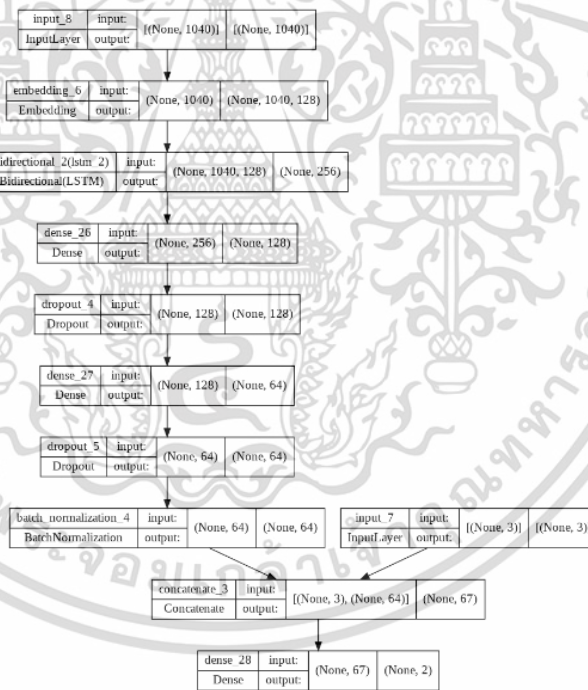 input_8 input: [(None, 1040)] [(None, 1040)]
InputLayer output:
embedding_6 input: (None, 1040) (None, 1040, 128)
Embedding output:
idirectional_2(lstm_2) input: (None, 1040, 128) (None, 256)
Bidirectional(LSTM) output:
dense_26 input: (None, 256) (None, 128)
Dense output:
dropout_4 input: (None, 128) (None, 128)
Dropout output:
dense_27 input: (None, 128) (None, 64)
Dense output:
dropout_5 input: (None, 64) (None, 64)
Dropout output:
batch_normalization_4 input: (None, 64) (None, 64)
BatchNormalization output:
input_7 input: [(None, 3)] [(None, 3)
InputLayer output:
concatenate_3 input: [(None, 3), (None, 64)] (None, 67)
Concatenate output:
dense_28 input: (None, 67) (None, 2)
Dense output: